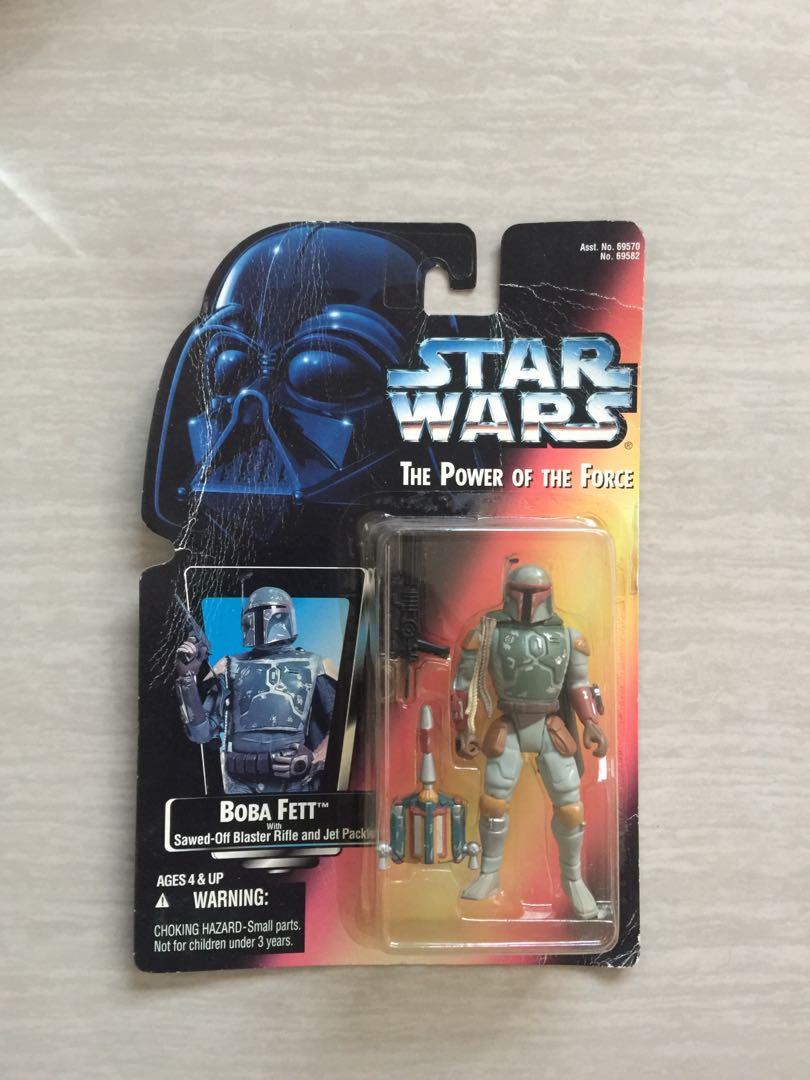 Asst. No. 69570
No. 69582
STAR
WARS®
THE POWER OF THE FORCE
BOBA FETT™
With
Sawed-Off Blaster Rifle and Jet Pack
AGES 4 & UP
⚠ WARNING:
CHOKING HAZARD-Small parts.
Not for children under 3 years.